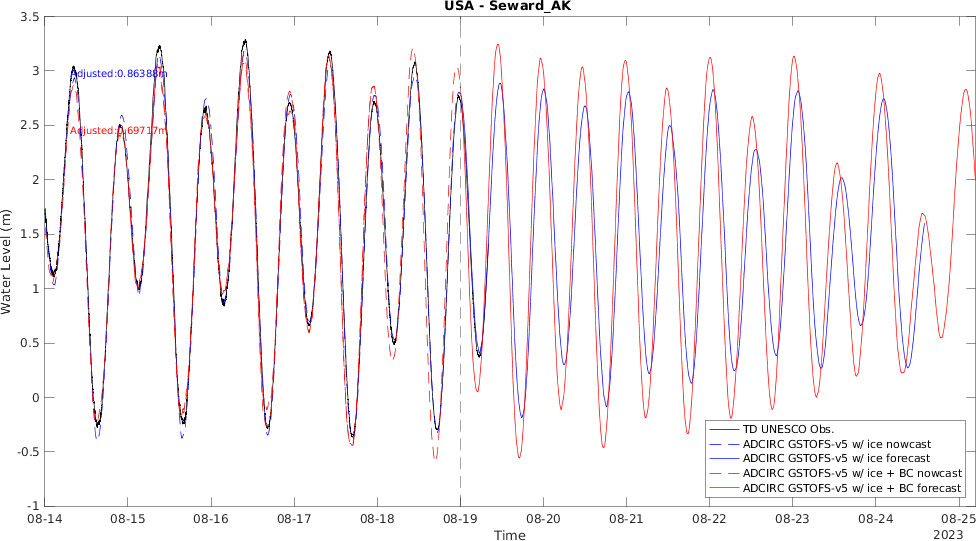 USA - Seward_AK
3.5
3
2.5
2
1.5
1
0.5
0
-0.5
-1
Water Level (m)
Adjusted:0.86388m
Adjusted:0.69717m
TD UNESCO Obs.
ADCIRC GSTOFS-v5 w/ ice nowcast
ADCIRC GSTOFS-v5 w/ ice forecast
ADCIRC GSTOFS-v5 w/ ice + BC nowcast
ADCIRC GSTOFS-v5 w/ ice + BC forecast
08-14 08-15 08-16 08-17 08-18 08-19 08-20 08-21 08-22 08-23 08-24 08-25
Time
2023